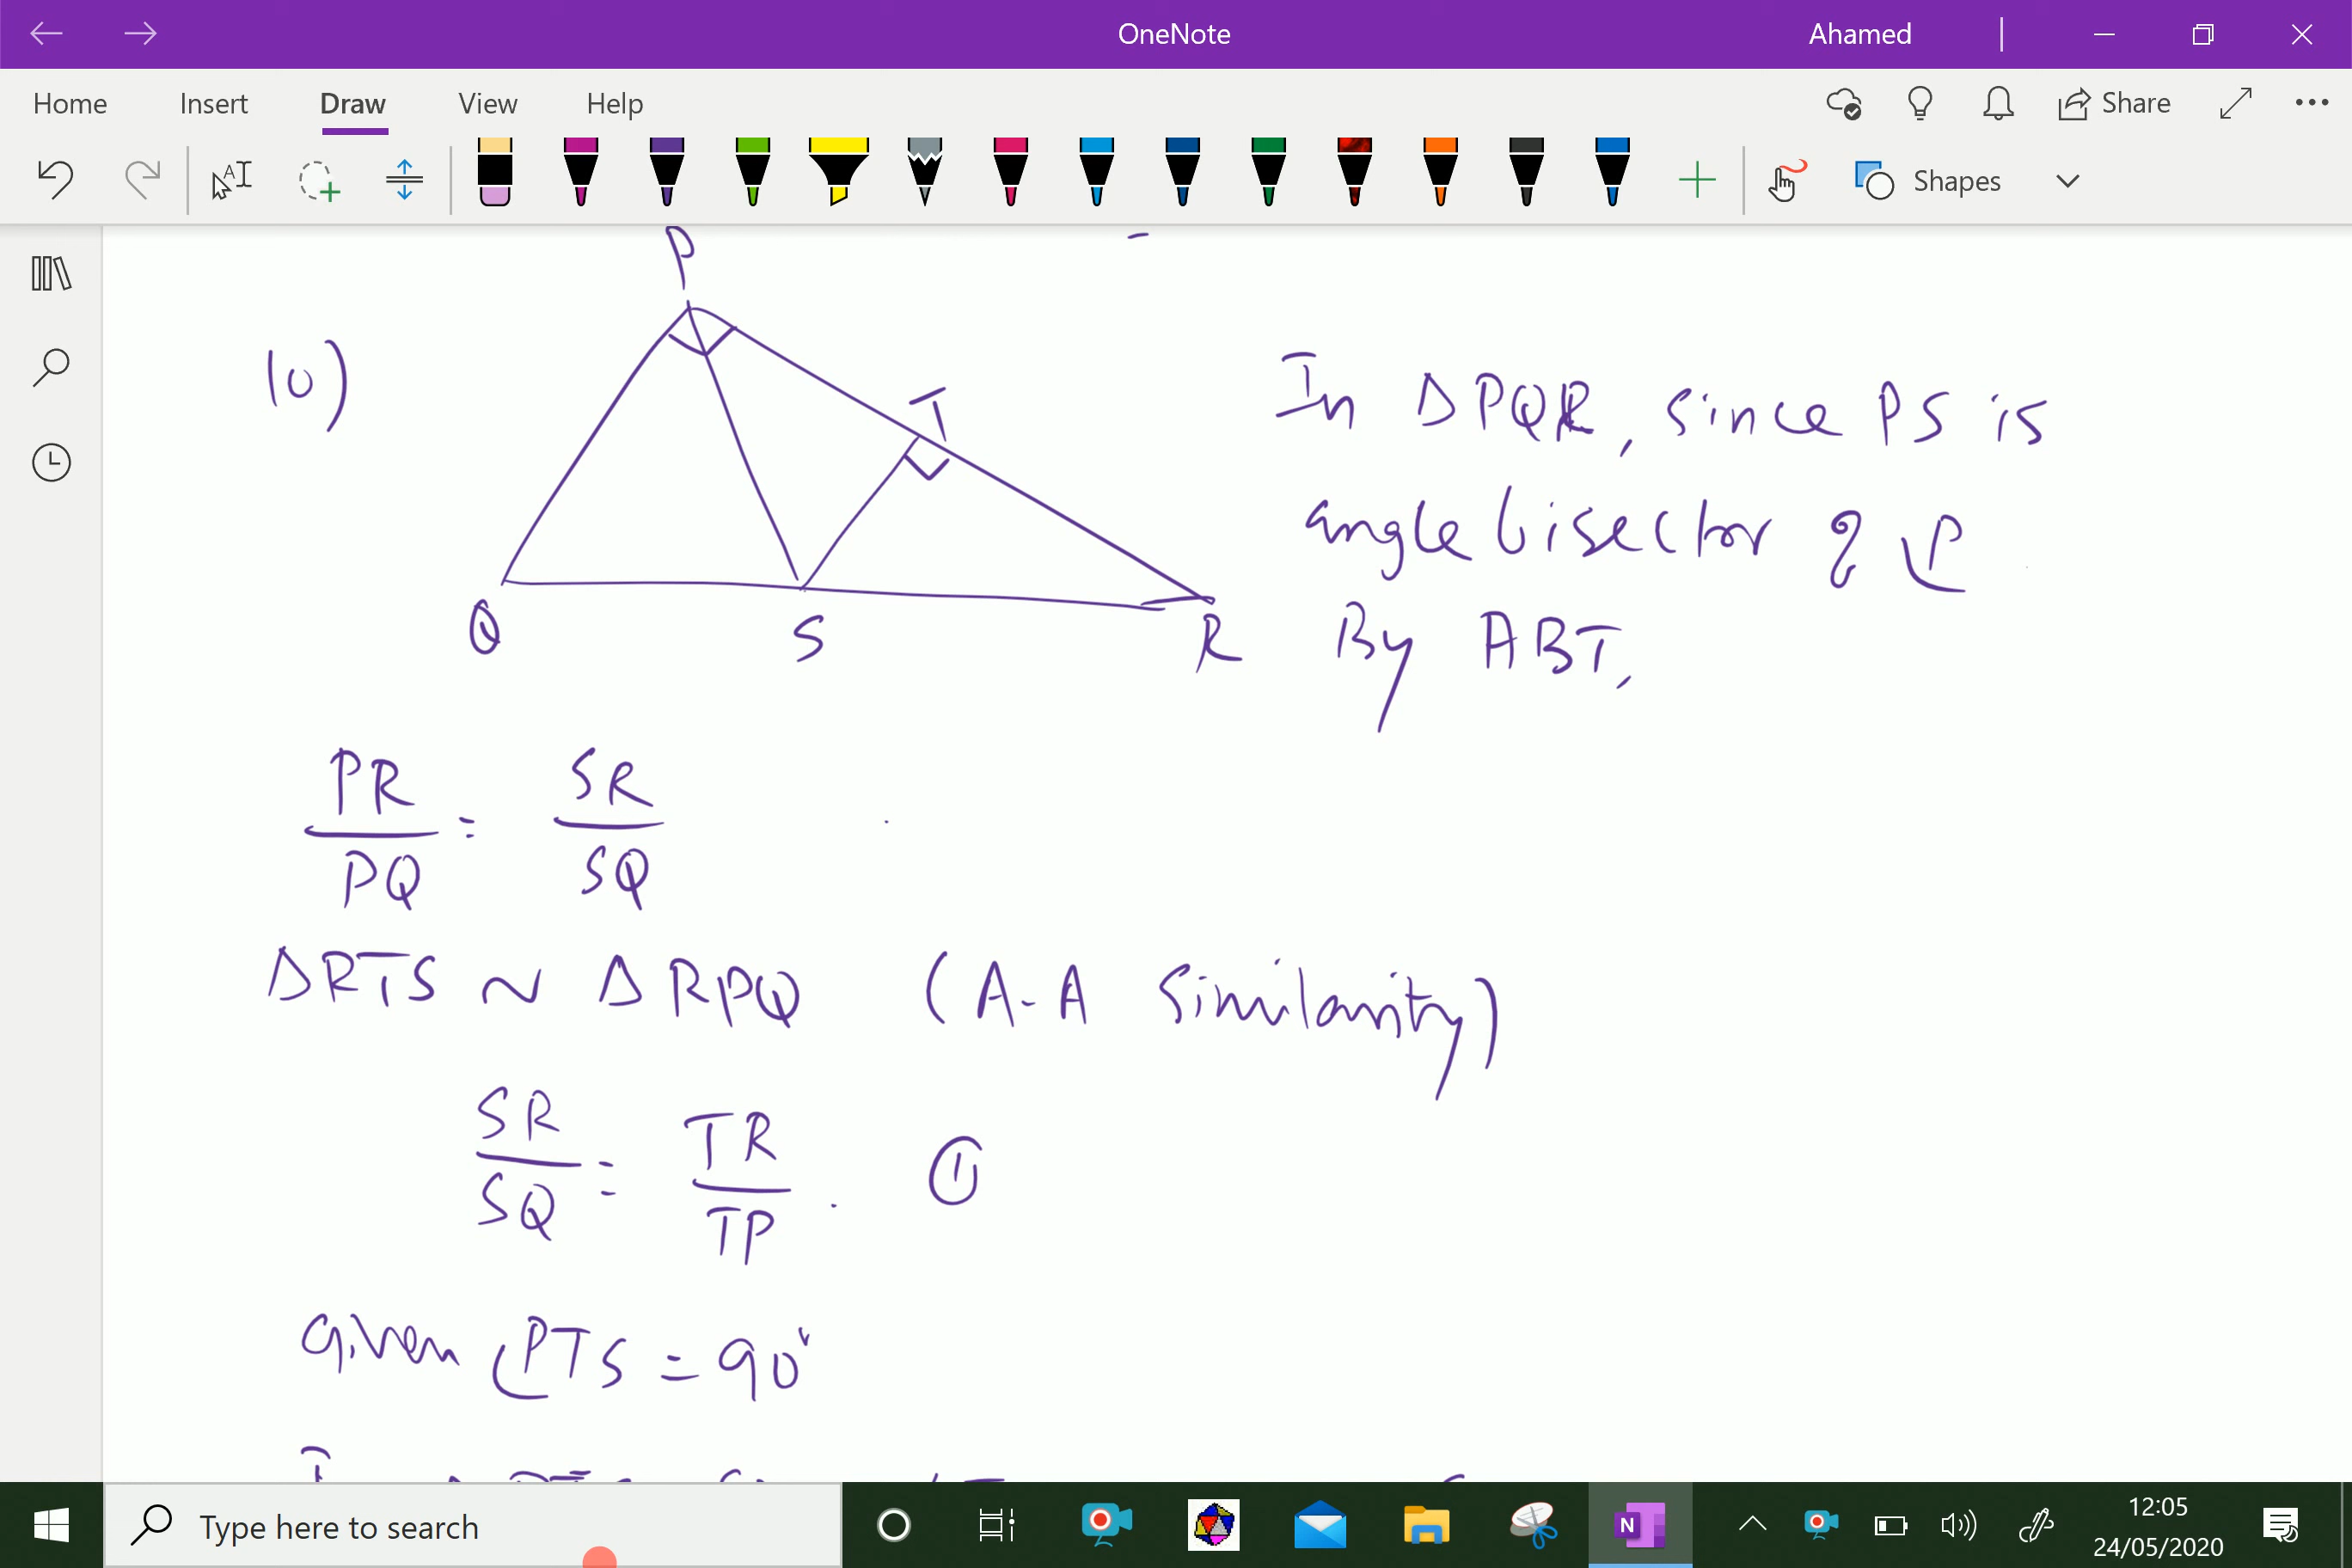 OneNote
Ahamed
Home Insert Draw View Help
Share
Shapes
P
10)
T
Q S R
In ΔPQR, since PS is
angle bisector of ∠P
By ABT,
PR/PQ = SR/SQ
ΔRTS ~ ΔRPQ (A-A Similarity)
SR/SQ = TR/TP. ①
Given ∠PTS = 90°
Type here to search
N
12:05
24/05/2020